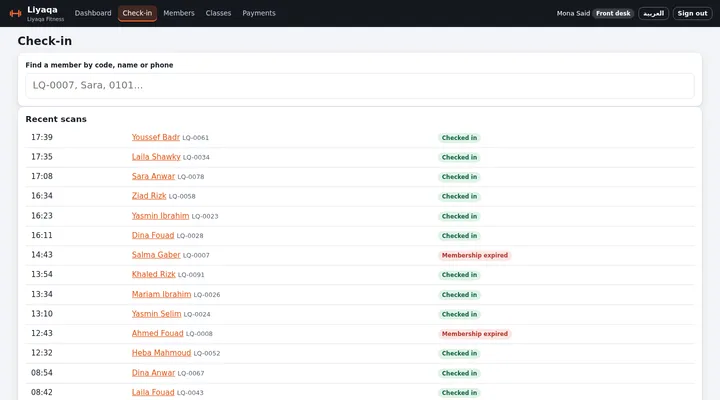 Liyaqa
Liyaqa Fitness
Dashboard Check-in Members Classes Payments
Mona Said Front desk العربية Sign out
Check-in
Find a member by code, name or phone
LQ-0007, Sara, 0101...
Recent scans
17:39 Youssef Badr LQ-0061 Checked in
17:35 Laila Shawky LQ-0034 Checked in
17:08 Sara Anwar LQ-0078 Checked in
16:34 Ziad Rizk LQ-0058 Checked in
16:23 Yasmin Ibrahim LQ-0023 Checked in
16:11 Dina Fouad LQ-0028 Checked in
14:43 Salma Gaber LQ-0007 Membership expired
13:54 Khaled Rizk LQ-0091 Checked in
13:34 Mariam Ibrahim LQ-0026 Checked in
13:10 Yasmin Selim LQ-0024 Checked in
12:43 Ahmed Fouad LQ-0008 Membership expired
12:32 Heba Mahmoud LQ-0052 Checked in
08:54 Dina Anwar LQ-0067 Checked in
08:42 Laila Fouad LQ-0043 Checked in